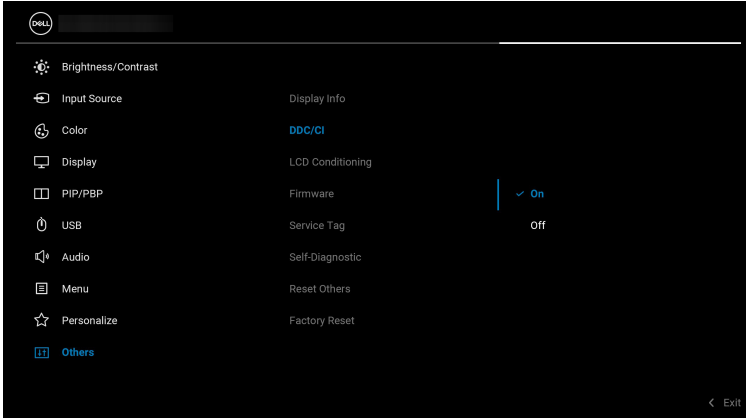 DELL
Brightness/Contrast
Input Source
Display Info
Color
DDC/CI
Display
LCD Conditioning
PIP/PBP
Firmware
On
USB
Service Tag
Off
Audio
Self-Diagnostic
Menu
Reset Others
Personalize
Factory Reset
Others
Exit